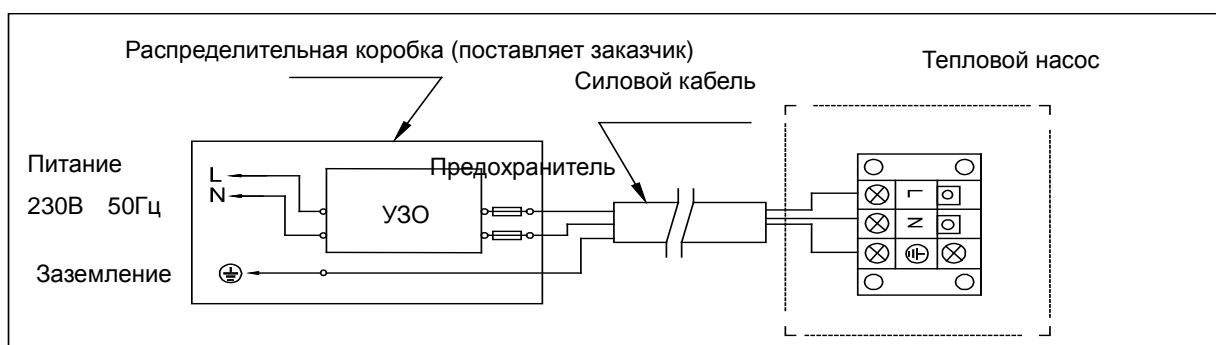 Распределительная коробка (поставляет заказчик)
Силовой кабель
Тепловой насос
Питание
230В 50Гц
Заземление
L
N
УЗО
Предохранитель
L
N